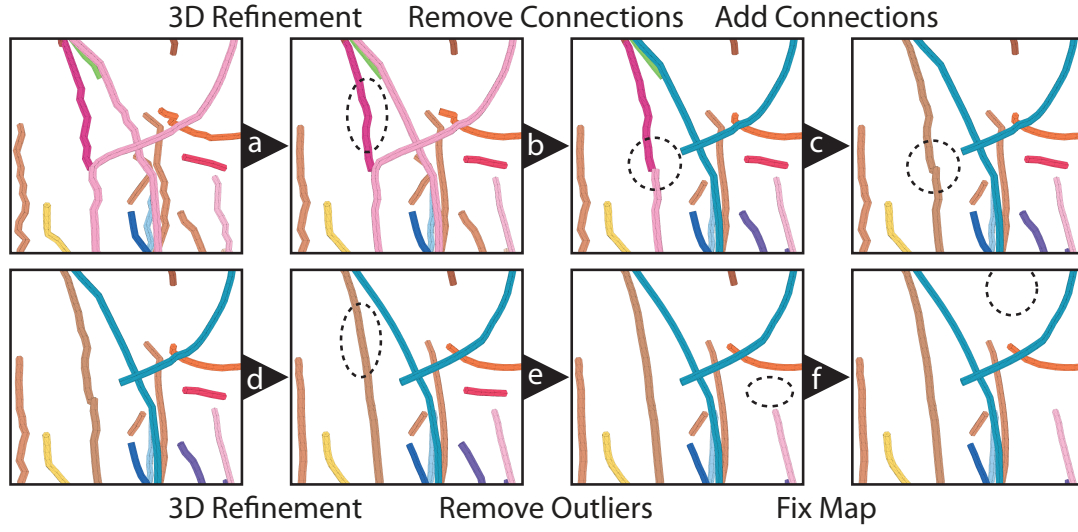 3D Refinement Remove Connections Add Connections
a b c
d e f
3D Refinement Remove Outliers Fix Map